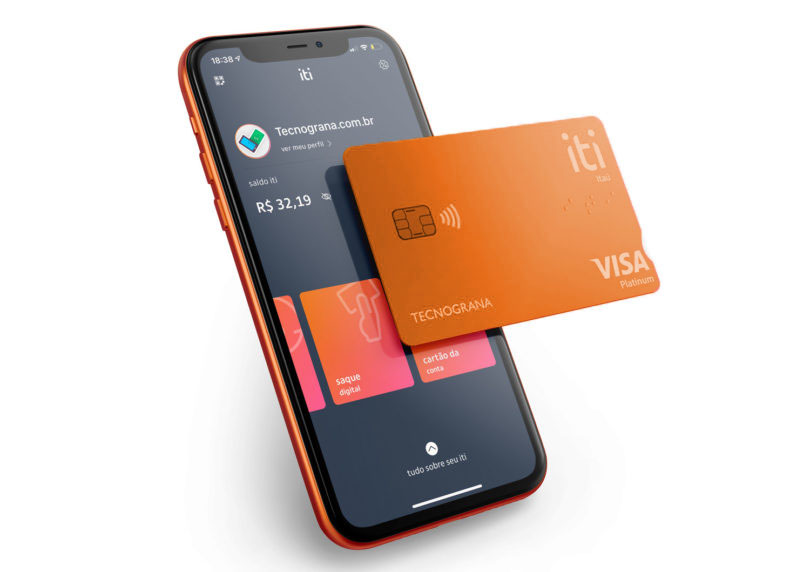 18:38
iti
Tecnograna.com.br
ver meu perfil
saldo iti
R$ 32,19
saque
digital
cartão da
conta
tudo sobre seu iti
iti
Itaú
VISA
Platinum
TECNOGRANA